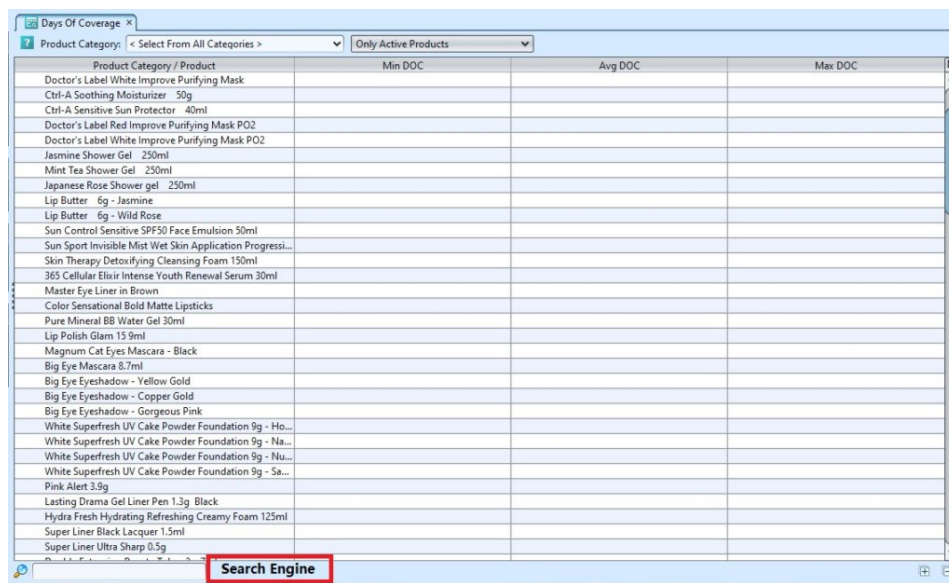 Days Of Coverage ×
? Product Category: < Select From All Categories > Only Active Products
Product Category / Product Min DOC Avg DOC Max DOC
Doctor's Label White Improve Purifying Mask
Ctrl-A Soothing Moisturizer 50g
Ctrl-A Sensitive Sun Protector 40ml
Doctor's Label Red Improve Purifying Mask PO2
Doctor's Label White Improve Purifying Mask PO2
Jasmine Shower Gel 250ml
Mint Tea Shower Gel 250ml
Japanese Rose Shower gel 250ml
Lip Butter 6g - Jasmine
Lip Butter 6g - Wild Rose
Sun Control Sensitive SPF50 Face Emulsion 50ml
Sun Sport Invisible Mist Wet Skin Application Progressi...
Skin Therapy Detoxifying Cleansing Foam 150ml
365 Cellular Elixir Intense Youth Renewal Serum 30ml
Master Eye Liner in Brown
Color Sensational Bold Matte Lipsticks
Pure Mineral BB Water Gel 30ml
Lip Polish Glam 15 9ml
Magnum Cat Eyes Mascara - Black
Big Eye Mascara 8.7ml
Big Eye Eyeshadow - Yellow Gold
Big Eye Eyeshadow - Copper Gold
Big Eye Eyeshadow - Gorgeous Pink
White Superfresh UV Cake Powder Foundation 9g - Ho...
White Superfresh UV Cake Powder Foundation 9g - Na...
White Superfresh UV Cake Powder Foundation 9g - Nu...
White Superfresh UV Cake Powder Foundation 9g - Sa...
Pink Alert 3.9g
Lasting Drama Gel Liner Pen 1.3g Black
Hydra Fresh Hydrating Refreshing Creamy Foam 125ml
Super Liner Black Lacquer 1.5ml
Super Liner Ultra Sharp 0.5g
Search Engine